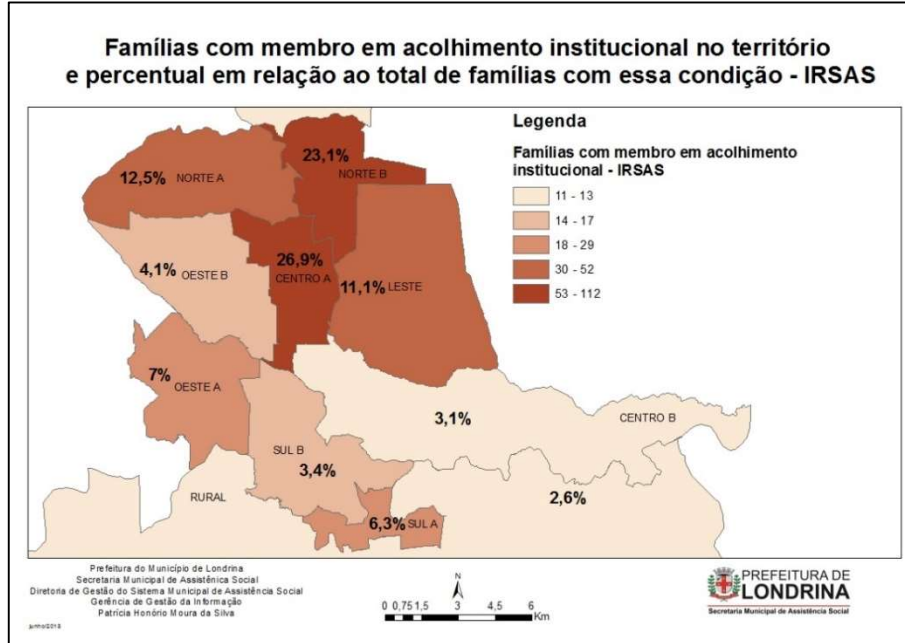 Famílias com membro em acolhimento institucional no território
e percentual em relação ao total de famílias com essa condição - IRSAS
Legenda
Famílias com membro em acolhimento
institucional - IRSAS
11 - 13
14 - 17
18 - 29
30 - 52
53 - 112
23,1%
NORTE B
12,5% NORTE A
26,9%
CENTRO A
4,1% OESTE B
11,1% LESTE
7%
OESTE A
3,1%
CENTRO B
SUL B
3,4%
RURAL
2,6%
6,3% SUL A
Prefeitura do Município de Londrina
Secretaria Municipal de Assistência Social
Diretoria de Gestão do Sistema Municipal de Assistência Social
Gerência de Gestão da Informação
Patrícia Honório Moura da Silva
junho/2018
N
0 0,75 1,5 3 4,5 6
Km
PREFEITURA DE
LONDRINA
Secretaria Municipal de Assistência Social